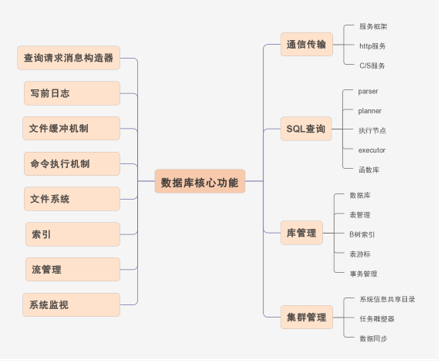 数据库核心功能
查询请求消息构造器
写前日志
文件缓冲机制
命令执行机制
文件系统
索引
流管理
系统监视
通信传输
服务框架
http服务
C/S服务
SQL查询
parser
planner
执行节点
executor
函数库
库管理
数据库
表管理
B树索引
表游标
事务管理
集群管理
系统信息共享目录
任务雕塑器
数据同步